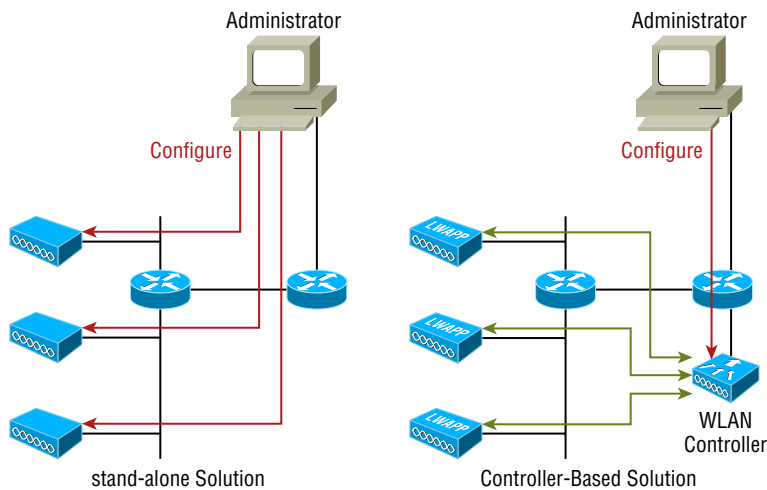 Administrator
Administrator
Configure
Configure
LWAPP
LWAPP
LWAPP
WLAN
Controller
stand-alone Solution
Controller-Based Solution